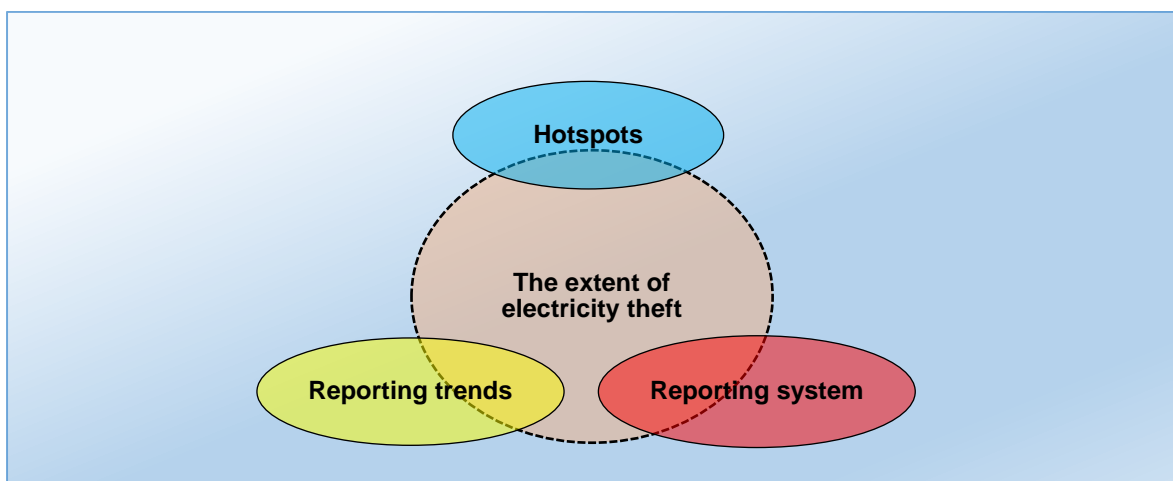 Hotspots
The extent of
electricity theft
Reporting trends
Reporting system